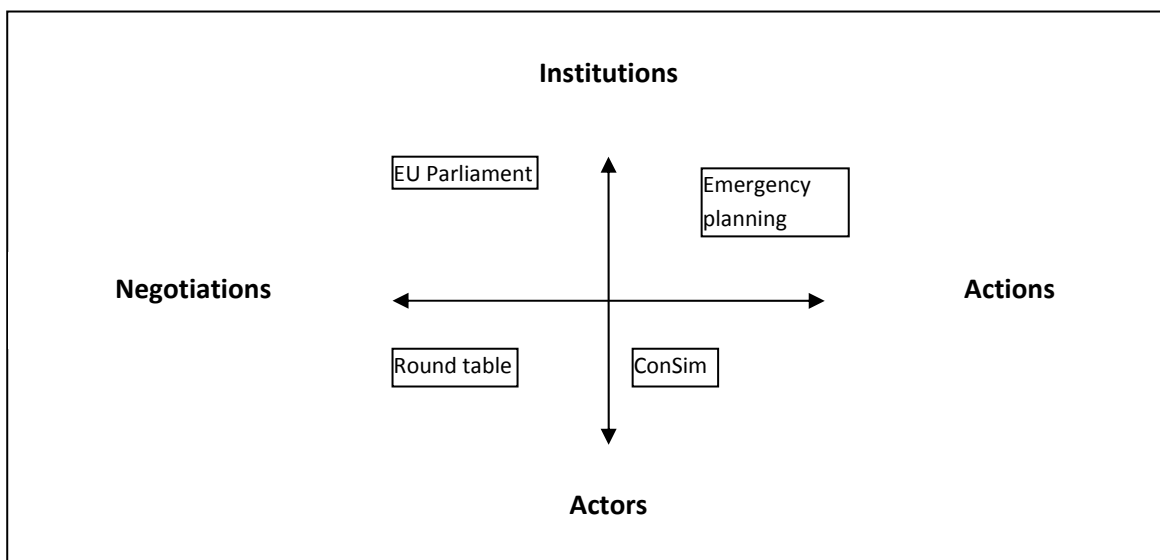 Institutions
EU Parliament
Emergency
planning
Negotiations
Actions
Round table
ConSim
Actors